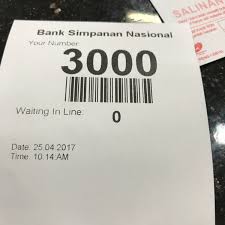 Bank Simpanan Nasional
Your Number
3000
Waiting In Line:
0
Date: 25.04.2017
Time: 10:14:AM
SALINAN